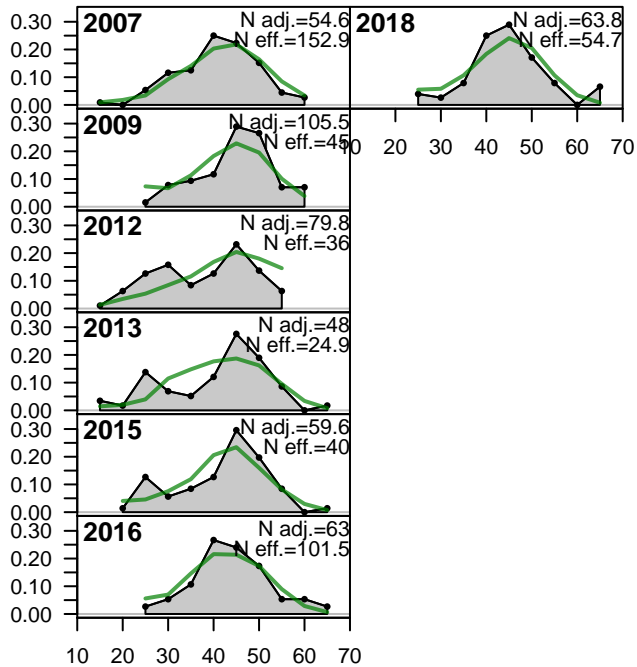 2007
N adj.=54.6
N eff.=152.9
0.30
0.20
0.10
0.00
2018
N adj.=63.8
N eff.=54.7
10 20 30 40 50 60 70
2009
N adj.=105.5
N eff.=45
0.30
0.20
0.10
0.00
2012
N adj.=79.8
N eff.=36
0.30
0.20
0.10
0.00
2013
N adj.=48
N eff.=24.9
0.30
0.20
0.10
0.00
2015
N adj.=59.6
N eff.=40
0.30
0.20
0.10
0.00
2016
N adj.=63
N eff.=101.5
0.30
0.20
0.10
0.00
10 20 30 40 50 60 70